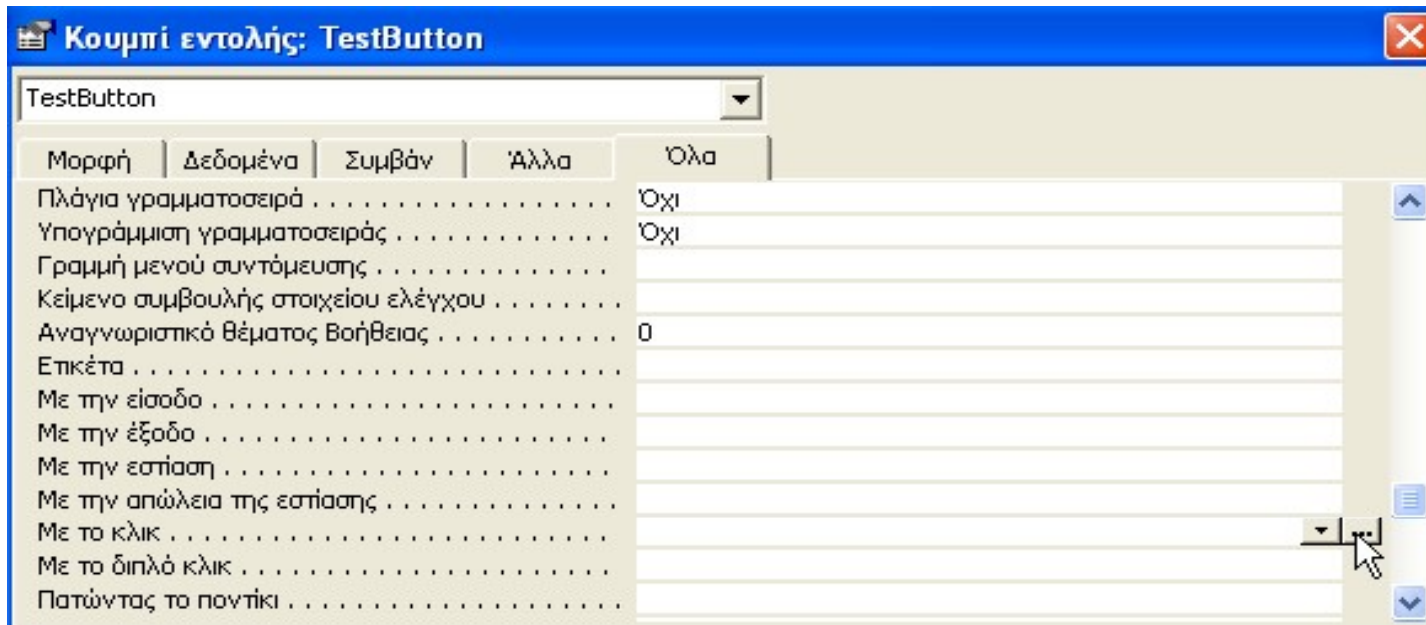 Κουμπί εντολής: TestButton
TestButton
Μορφή Δεδομένα Συμβάν Άλλα Όλα
Πλάγια γραμματοσειρά . . . . . . . . . . . . . . . . . . . Όχι
Υπογράμμιση γραμματοσειράς . . . . . . . . . . . . . Όχι
Γραμμή μενού συντόμευσης . . . . . . . . . . . . . .
Κείμενο συμβουλής στοιχείου ελέγχου . . . . . . . .
Αναγνωριστικό θέματος Βοήθειας . . . . . . . . . . . 0
Ετικέτα . . . . . . . . . . . . . . . . . . . . . . . . . . . . .
Με την είσοδο . . . . . . . . . . . . . . . . . . . . . . . .
Με την έξοδο . . . . . . . . . . . . . . . . . . . . . . . .
Με την εστίαση . . . . . . . . . . . . . . . . . . . . . . .
Με την απώλεια της εστίασης . . . . . . . . . . . . . .
Με το κλικ . . . . . . . . . . . . . . . . . . . . . . . . . . ...
Με το διπλό κλικ . . . . . . . . . . . . . . . . . . . . . .
Πατώντας το ποντίκι . . . . . . . . . . . . . . . . . . . .